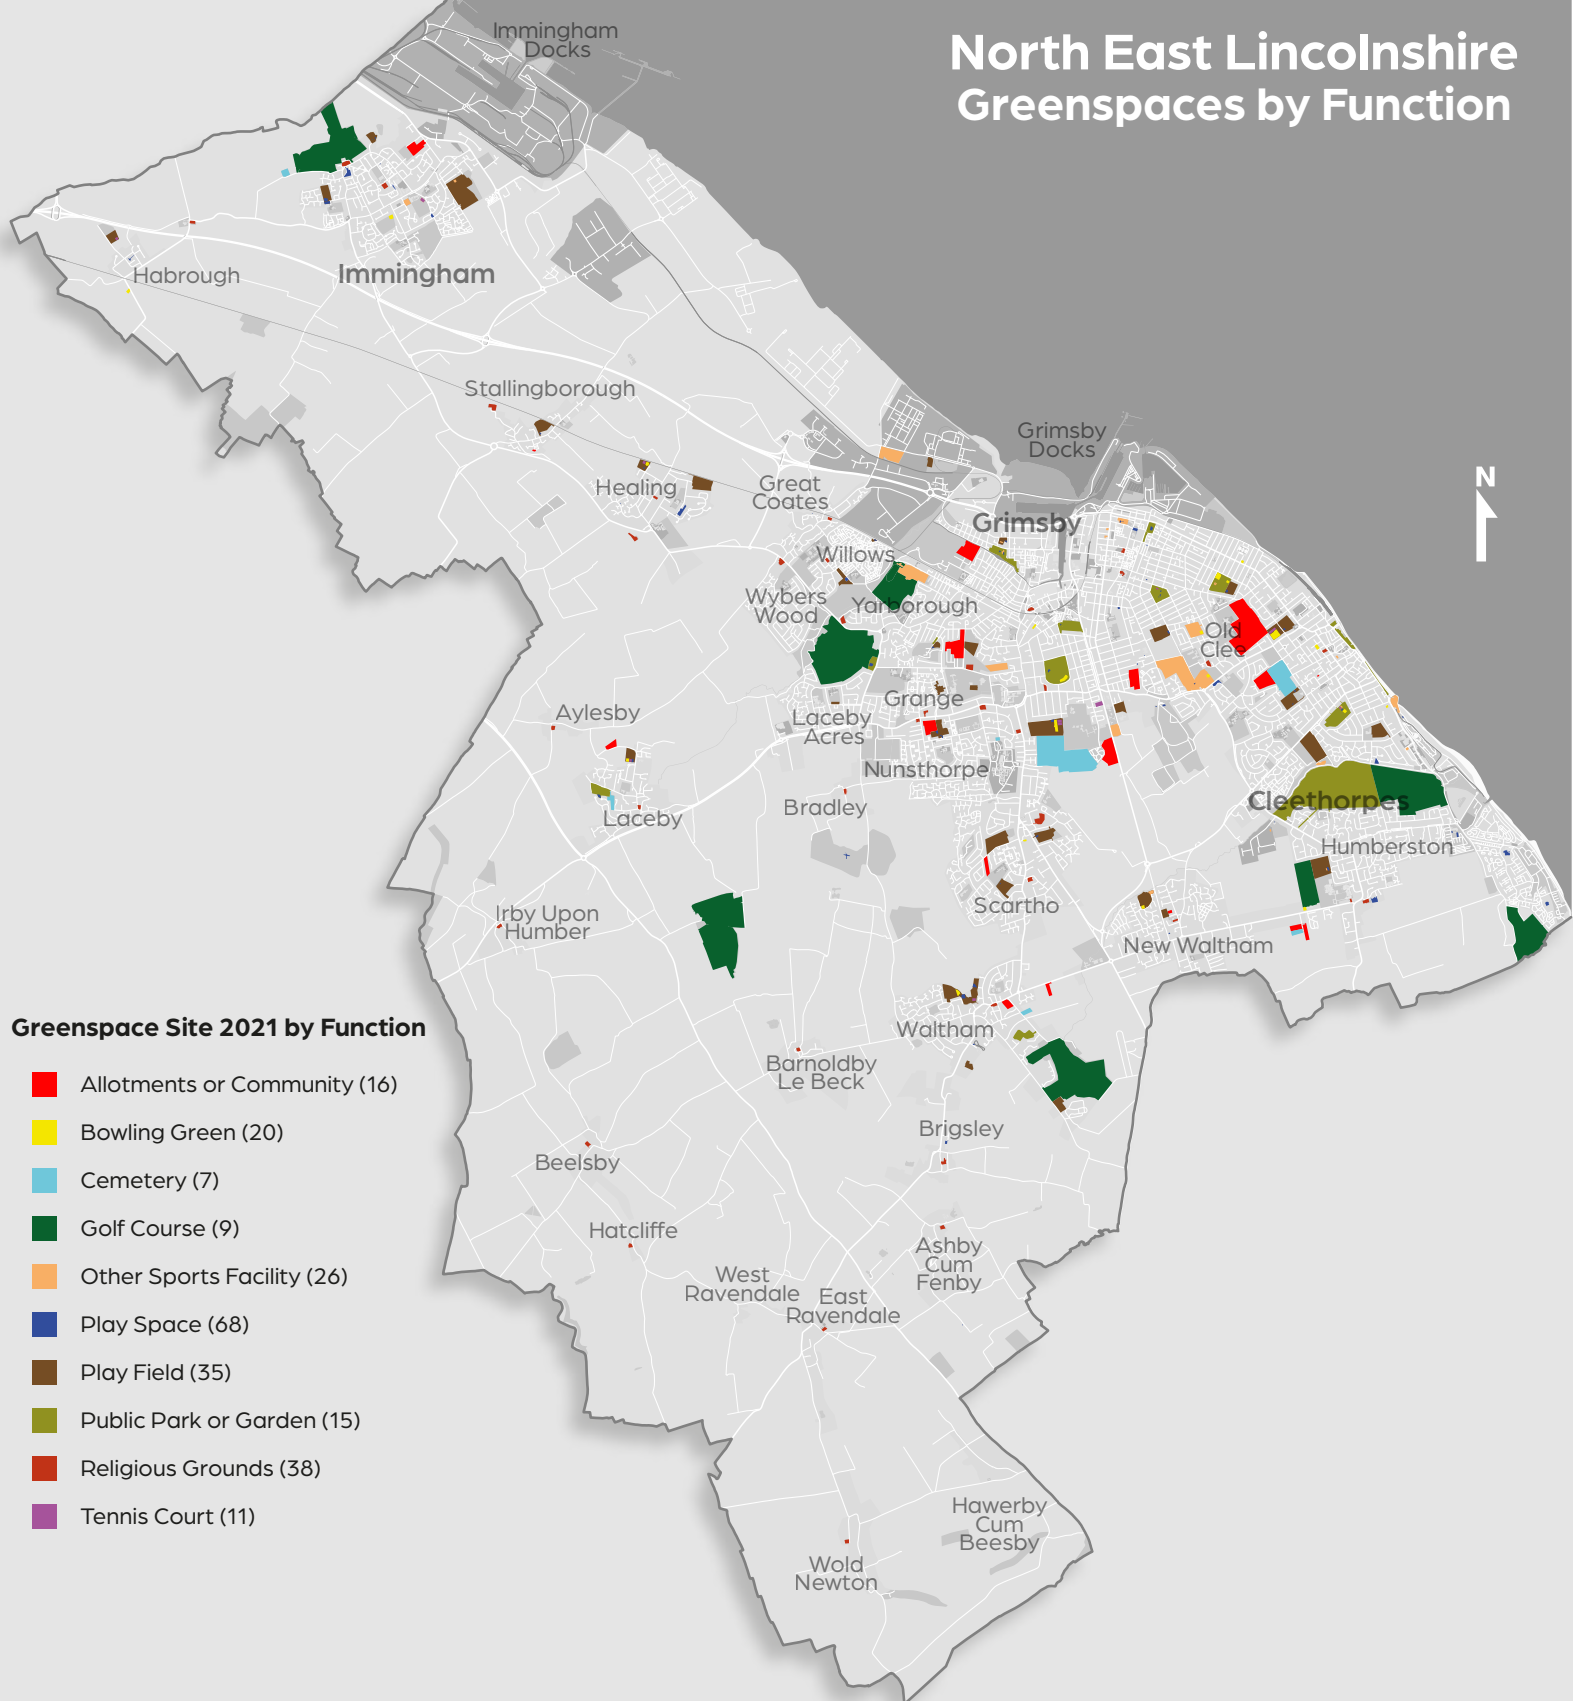 Immingham
Docks
North East Lincolnshire
Greenspaces by Function
Habrough
Immingham
Stallingborough
Healing
Great
Coates
Grimsby
Docks
N
Grimsby
Willows
Wybers
Wood
Yarborough
Old
Clee
Grange
Aylesby
Laceby
Acres
Nunsthorpe
Bradley
Laceby
Cleethorpes
Humberston
Irby Upon
Humber
Scartho
New Waltham
Waltham
Barnoldby
Le Beck
Brigsley
Beelsby
Hatcliffe
Ashby
Cum
Fenby
West
Ravendale
East
Ravendale
Hawerby
Cum
Beesby
Wold
Newton
Greenspace Site 2021 by Function
Allotments or Community (16)
Bowling Green (20)
Cemetery (7)
Golf Course (9)
Other Sports Facility (26)
Play Space (68)
Play Field (35)
Public Park or Garden (15)
Religious Grounds (38)
Tennis Court (11)